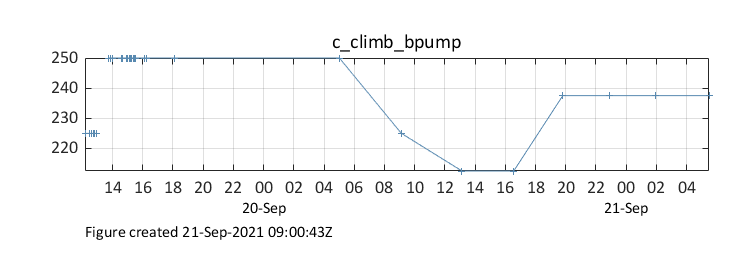 c_climb_bpump
250
240
230
220
14 16 18 20 22 00 02 04 06 08 10 12 14 16 18 20 22 00 02 04
20-Sep 21-Sep
Figure created 21-Sep-2021 09:00:43Z